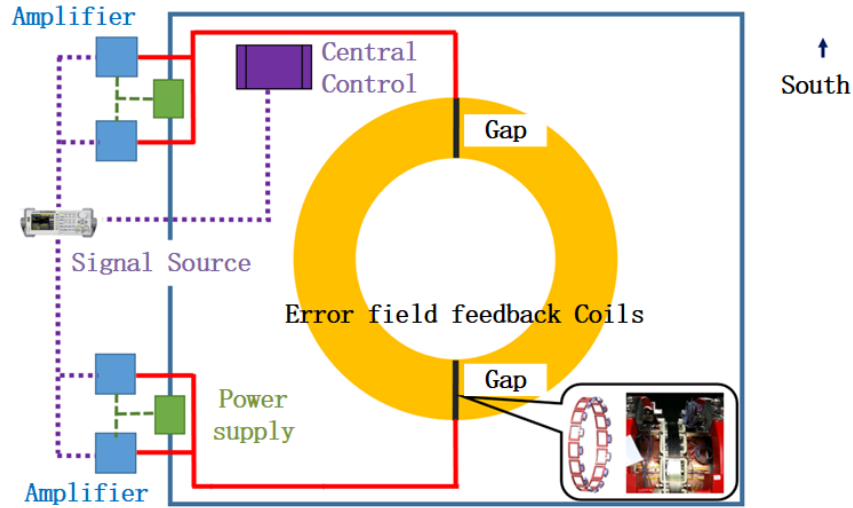 Amplifier
Central
Control
South
Gap
Signal Source
Error field feedback Coils
Gap
Power
supply
Amplifier